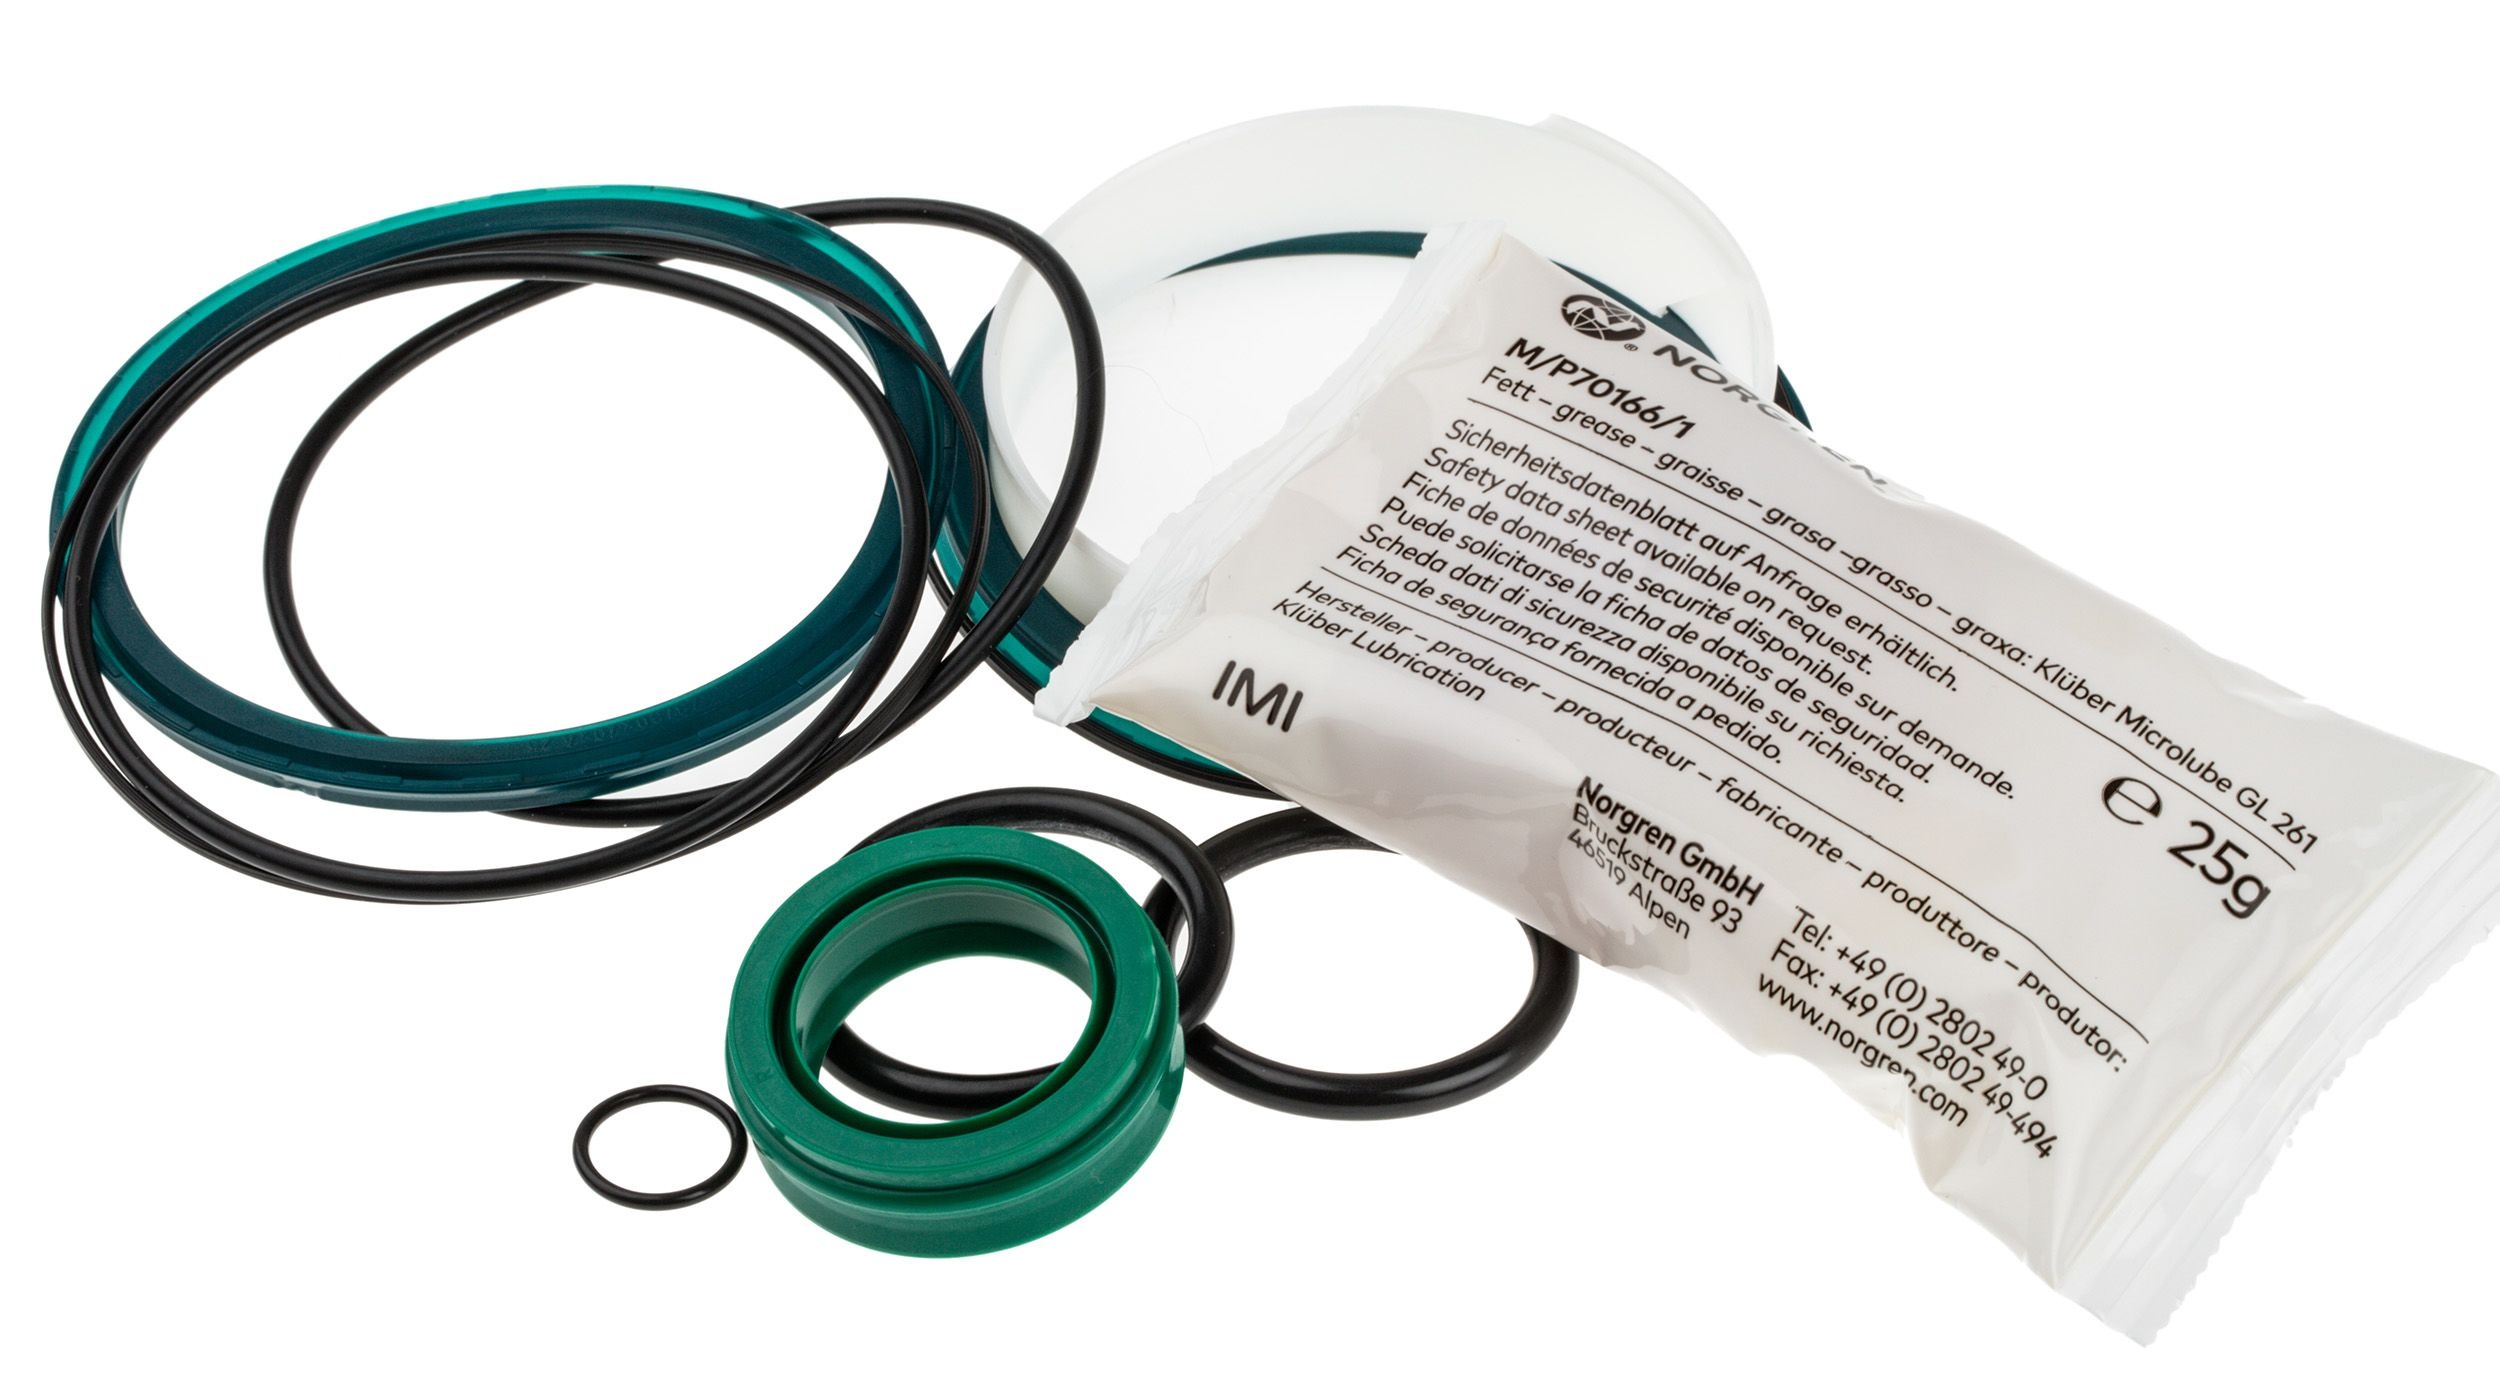 NORGREN
M/P70166/1
Fett – grease – graisse – grasa –grasso – graxa: Klüber Microlube GL 261
Sicherheitsdatenblatt auf Anfrage erhältlich.
Safety data sheet available on request.
Fiche de données de securité disponible sur demande.
Puede solicitarse la ficha de datos de seguridad.
Scheda dati di sicurezza disponibile su richiesta.
Ficha de segurança fornecida a pedido.
℮ 25g
Hersteller – producer – producteur – fabricante – produttore – produtor:
Klüber Lubrication
IMI
Norgren GmbH
Bruckstraße 93
46519 Alpen
Tel: +49 (0) 2802 49-0
Fax: +49 (0) 2802 49-494
www.norgren.com